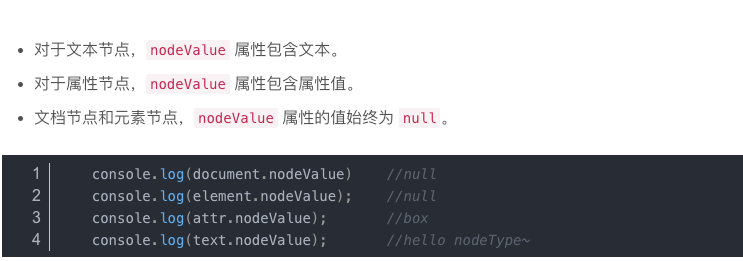 对于文本节点，nodeValue 属性包含文本。
对于属性节点，nodeValue 属性包含属性值。
文档节点和元素节点，nodeValue 属性的值始终为 null。
1 console.log(document.nodeValue) //null
2 console.log(element.nodeValue); //null
3 console.log(attr.nodeValue); //box
4 console.log(text.nodeValue); //hello nodeType~